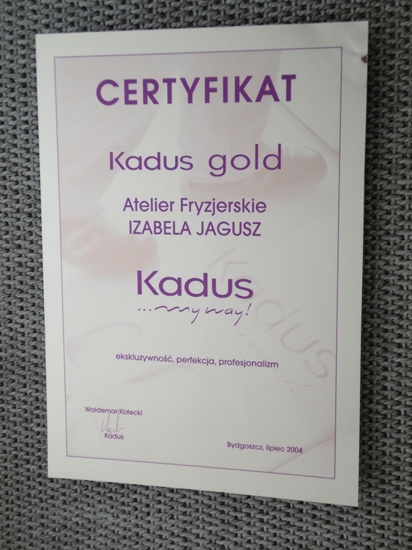 CERTYFIKAT
Kadus gold
Atelier Fryzjerskie
IZABELA JAGUSZ
Kadus
...my way!
ekskluzywność, perfekcja, profesjonalizm
Waldemar Kotecki
Kadus
Bydgoszcz, lipiec 2004
Kadus